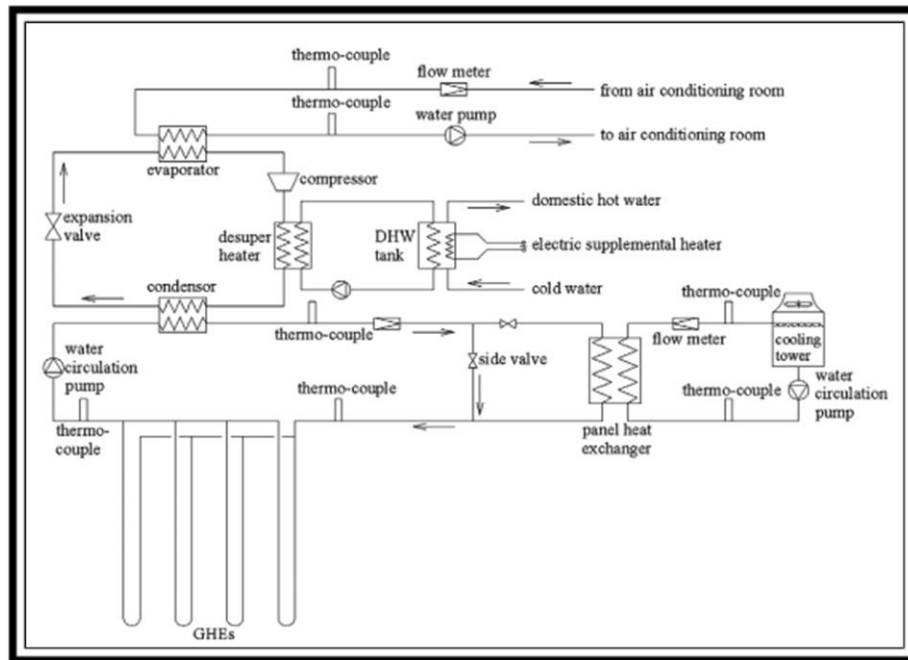 thermo-couple
flow meter
from air conditioning room
thermo-couple
water pump
to air conditioning room
evaporator
compressor
domestic hot water
expansion
valve
desuper
heater
DHW
tank
electric supplemental heater
condensor
cold water
thermo-couple
thermo-couple
flow meter
cooling
tower
water
circulation
pump
side valve
thermo-couple
thermo-couple
water
circulation
pump
thermo-
couple
panel heat
exchanger
GHEs